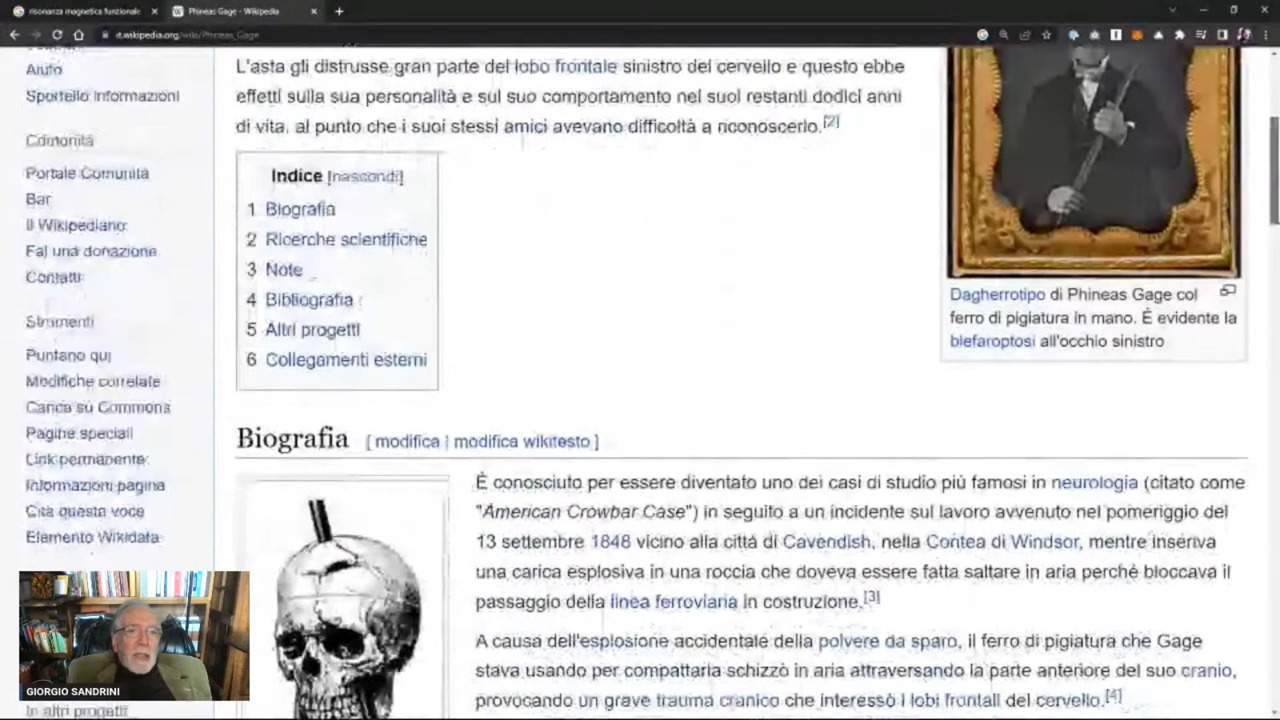 risonanza magnetica funzionale
Phineas Gage - Wikipedia
it.wikipedia.org/wiki/Phineas_Gage
Aiuto
Sportello informazioni
Comunità
Portale Comunità
Bar
Il Wikipediano
Fai una donazione
Contatti
Strumenti
Puntano qui
Modifiche correlate
Carica su Commons
Pagine speciali
Link permanente
Informazioni pagina
Cita questa voce
Elemento Wikidata
In altri progetti
L'asta gli distrusse gran parte del lobo frontale sinistro del cervello e questo ebbe
effetti sulla sua personalità e sul suo comportamento nei suoi restanti dodici anni
di vita, al punto che i suoi stessi amici avevano difficoltà a riconoscerlo.[2]
Indice [nascondi]
1 Biografia
2 Ricerche scientifiche
3 Note
4 Bibliografia
5 Altri progetti
6 Collegamenti esterni
Dagherrotipo di Phineas Gage col
ferro di pigiatura in mano. È evidente la
blefaroptosi all'occhio sinistro
Biografia [ modifica | modifica wikitesto ]
È conosciuto per essere diventato uno dei casi di studio più famosi in neurologia (citato come
"American Crowbar Case") in seguito a un incidente sul lavoro avvenuto nel pomeriggio del
13 settembre 1848 vicino alla città di Cavendish, nella Contea di Windsor, mentre inseriva
una carica esplosiva in una roccia che doveva essere fatta saltare in aria perché bloccava il
passaggio della linea ferroviaria in costruzione.[3]
A causa dell'esplosione accidentale della polvere da sparo, il ferro di pigiatura che Gage
stava usando per compattarla schizzò in aria attraversando la parte anteriore del suo cranio,
provocando un grave trauma cranico che interessò i lobi frontali del cervello.[4]
GIORGIO SANDRINI